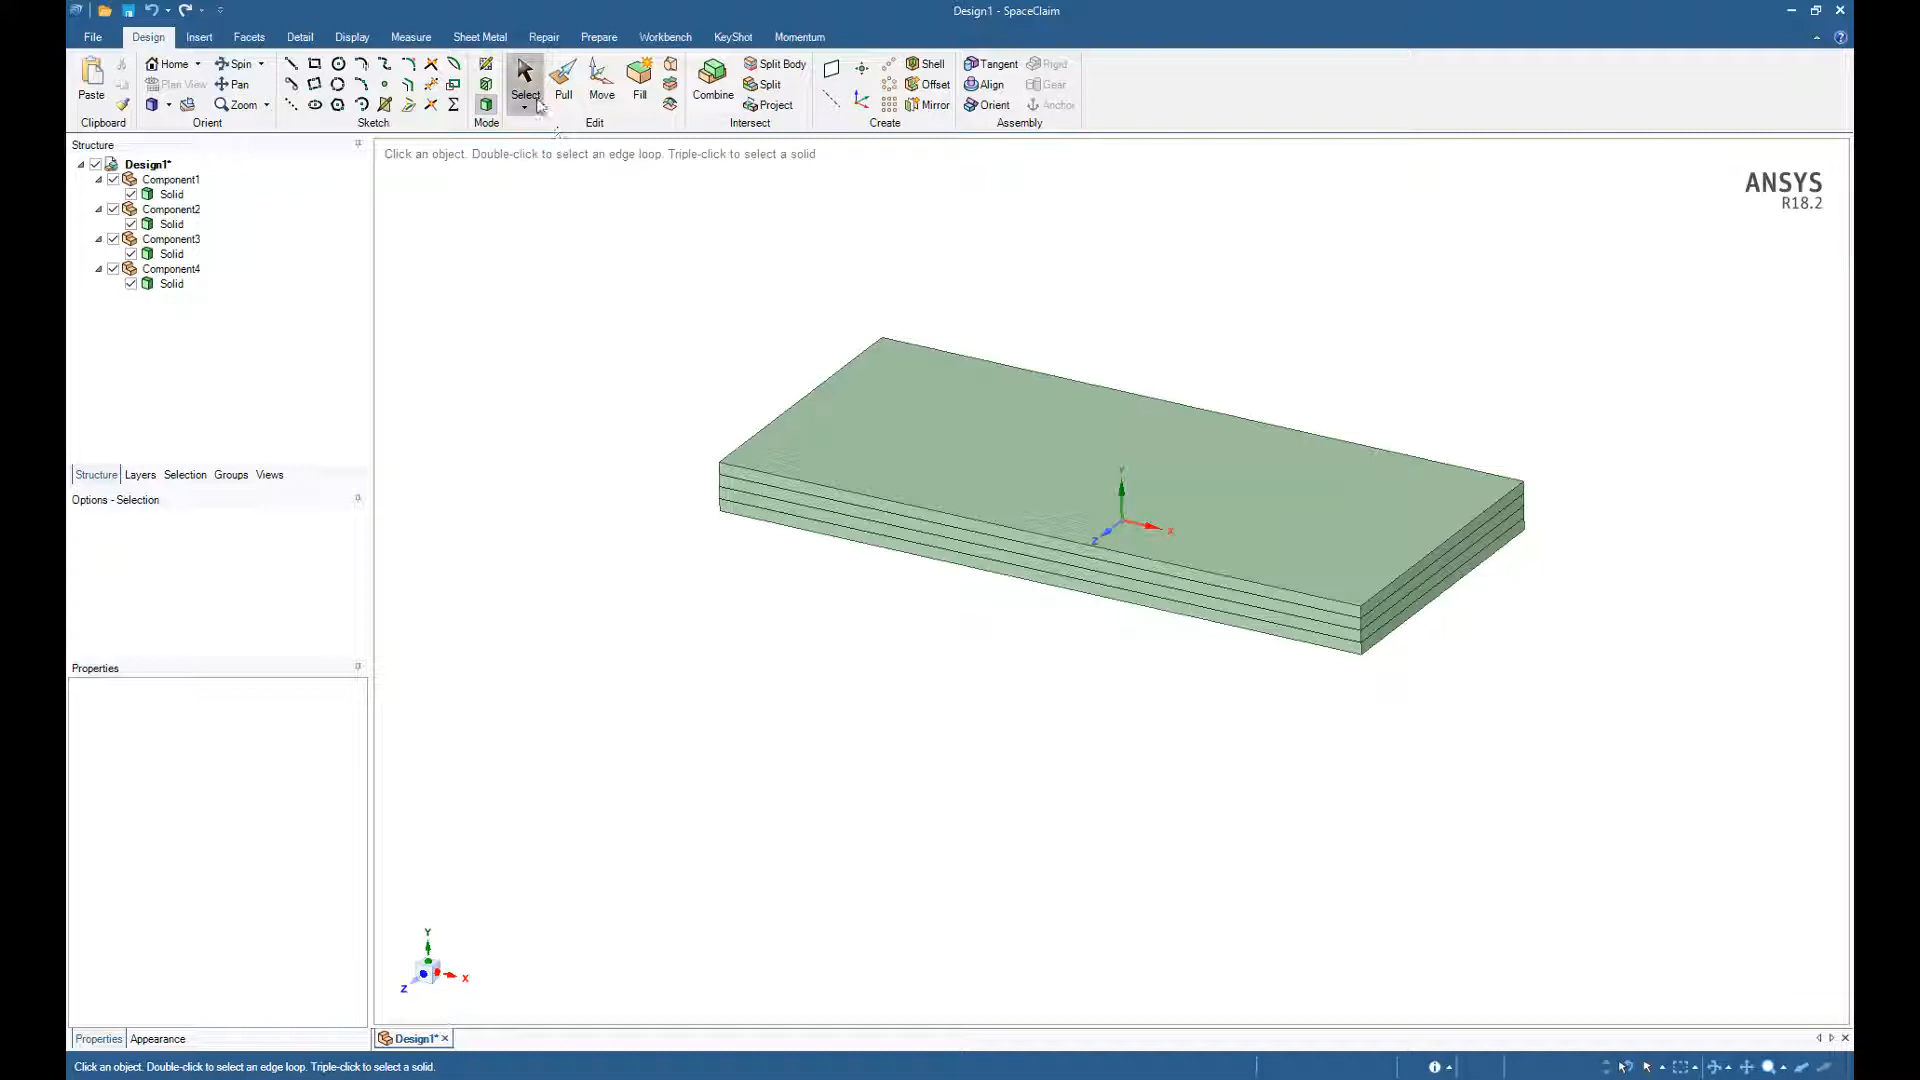 Design1 - SpaceClaim
File Design Insert Facets Detail Display Measure Sheet Metal Repair Prepare Workbench KeyShot Momentum
Home Spin Split Body Shell Tangent Rigid
Plan View Pan Split Offset Align Gear
Paste Select Pull Move Fill Combine
Zoom Project Mirror Orient Anchor
Clipboard Orient Sketch Mode Edit Intersect Create Assembly
Structure
Click an object. Double-click to select an edge loop. Triple-click to select a solid
Design1*
Component1
Solid
Component2
Solid
Component3
Solid
Component4
Solid
ANSYS
R18.2
Y
X
Z
Structure Layers Selection Groups Views
Options - Selection
Properties
Y
X
Z
Properties Appearance
Design1*
Click an object. Double-click to select an edge loop. Triple-click to select a solid.